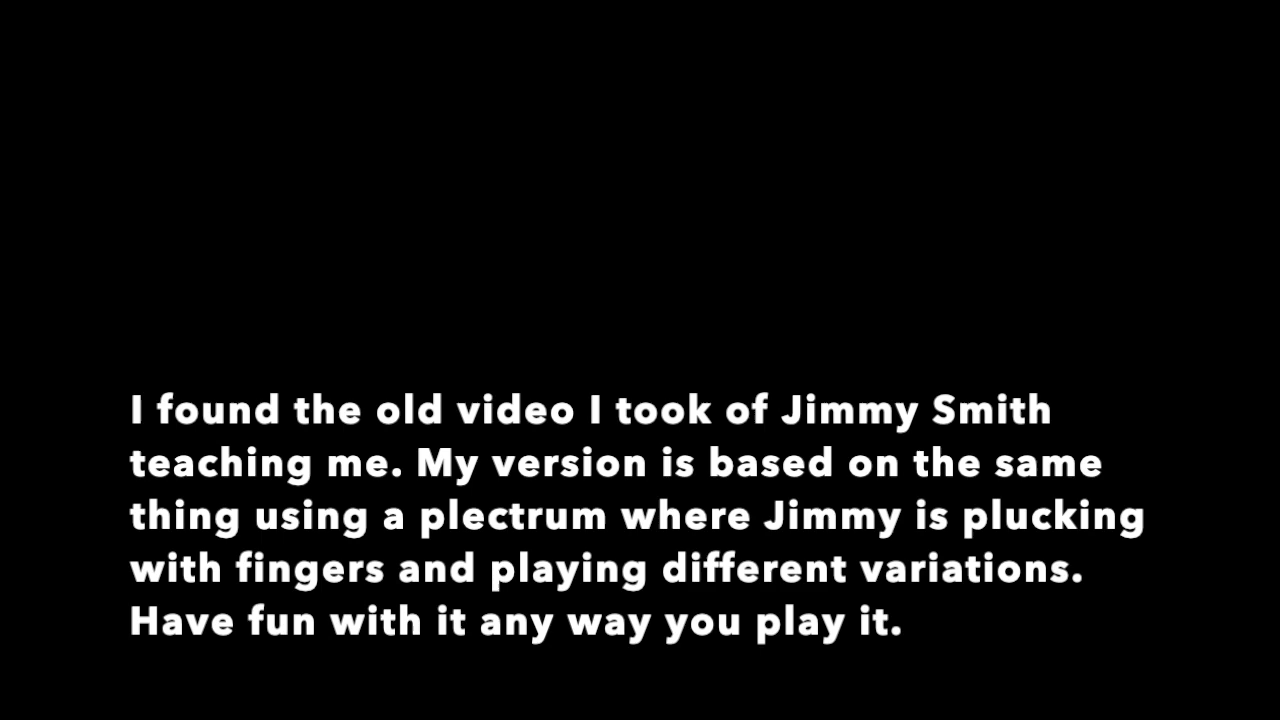 I found the old video I took of Jimmy Smith
teaching me. My version is based on the same
thing using a plectrum where Jimmy is plucking
with fingers and playing different variations.
Have fun with it any way you play it.